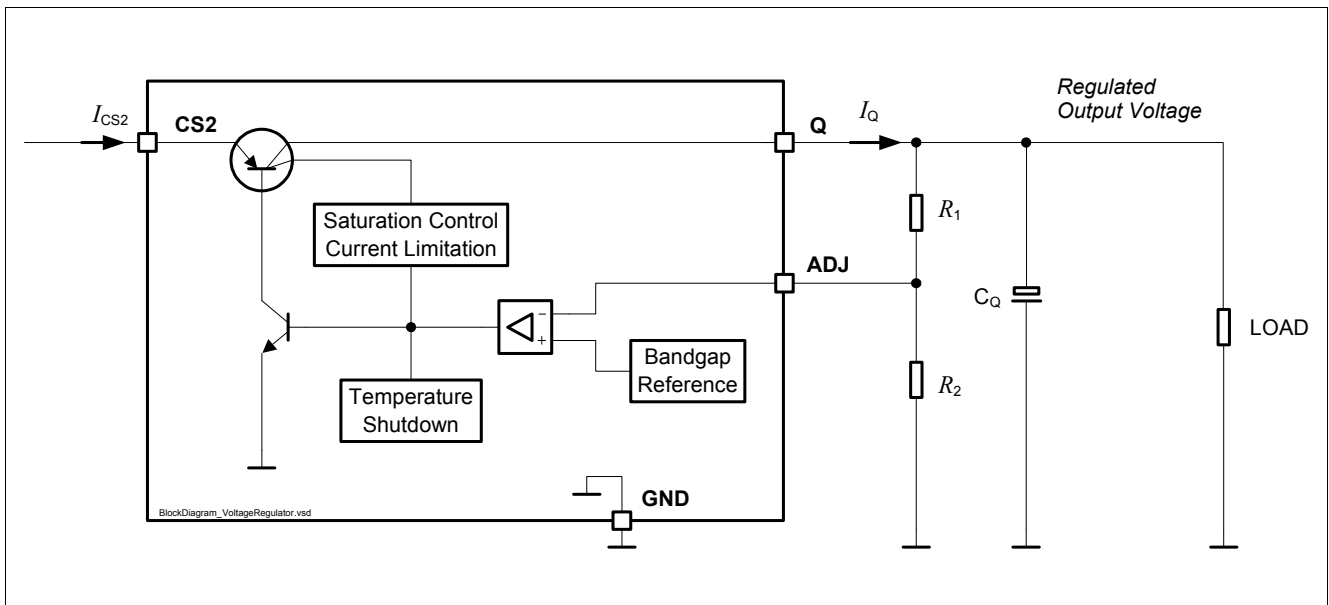 Regulated
Output Voltage
I_CS2
CS2
Q
I_Q
Saturation Control
Current Limitation
R_1
ADJ
C_Q
LOAD
-
+
Bandgap
Reference
Temperature
Shutdown
R_2
GND
BlockDiagram_VoltageRegulator.vsd